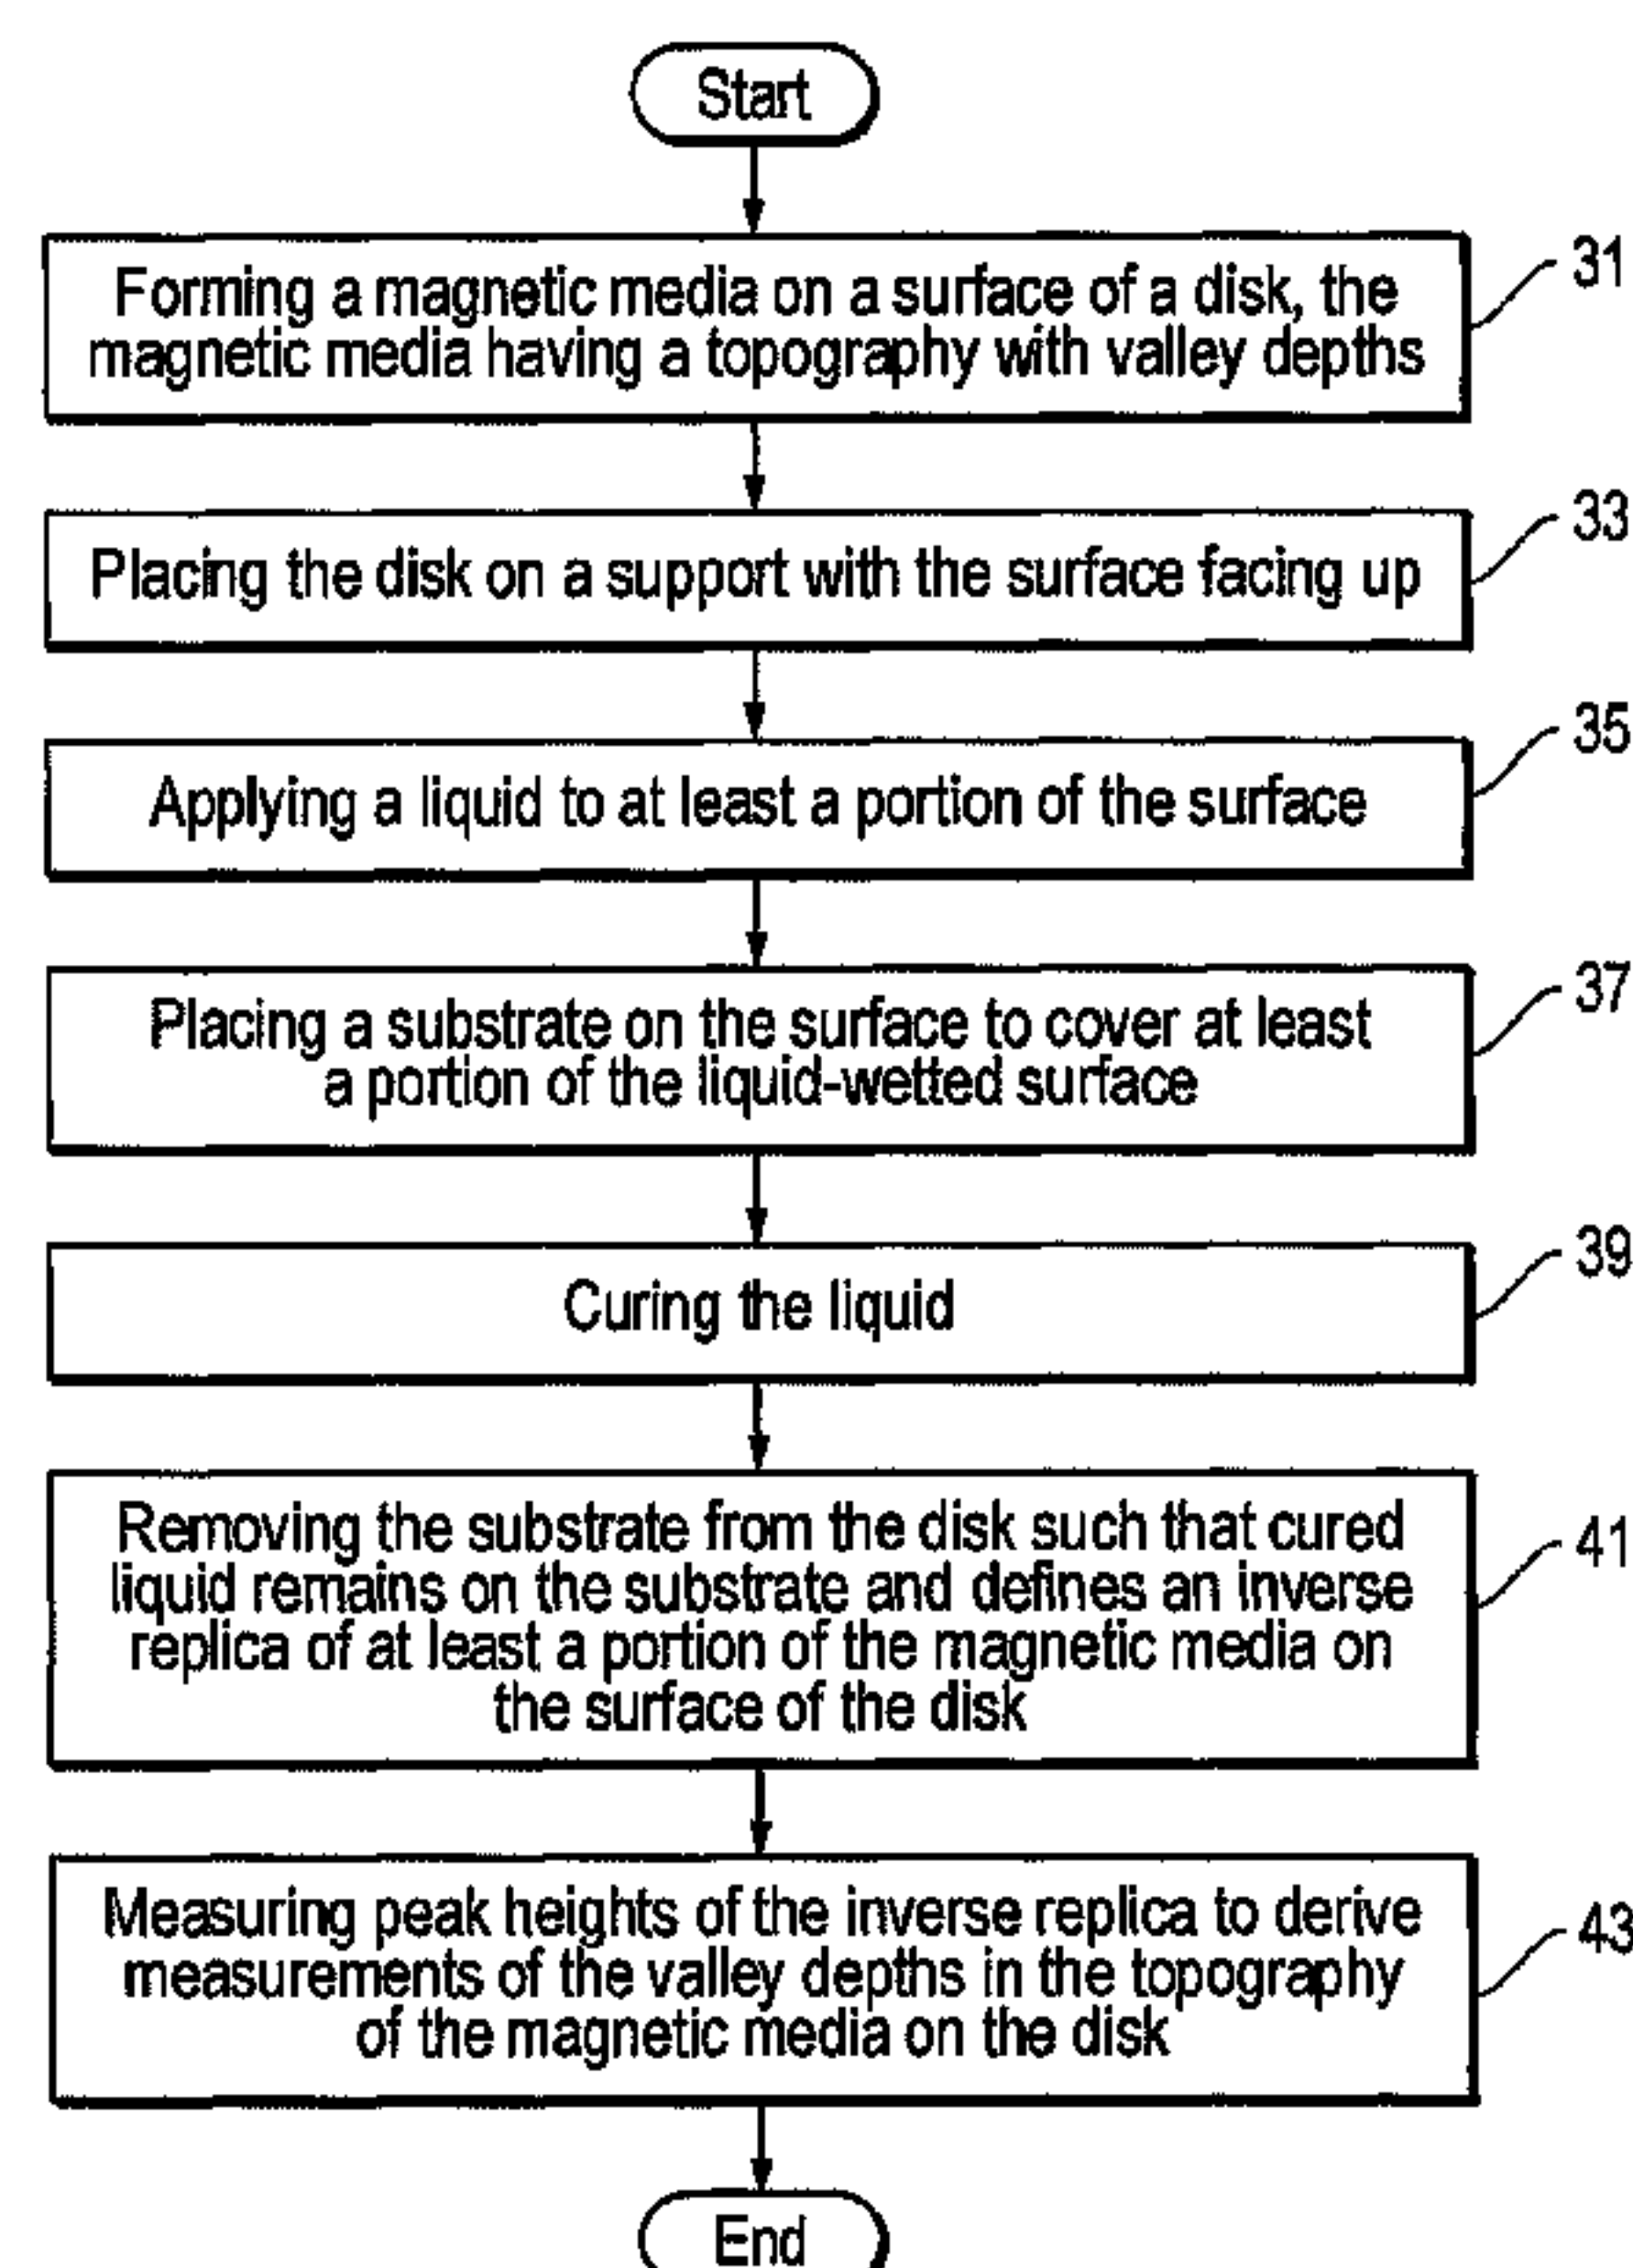 Start
Forming a magnetic media on a surface of a disk, the
magnetic media having a topography with valley depths
31
Placing the disk on a support with the surface facing up
33
Applying a liquid to at least a portion of the surface
35
Placing a substrate on the surface to cover at least
a portion of the liquid-wetted surface
37
Curing the liquid
39
Removing the substrate from the disk such that cured
liquid remains on the substrate and defines an inverse
replica of at least a portion of the magnetic media on
the surface of the disk
41
Measuring peak heights of the inverse replica to derive
measurements of the valley depths in the topography
of the magnetic media on the disk
43
End